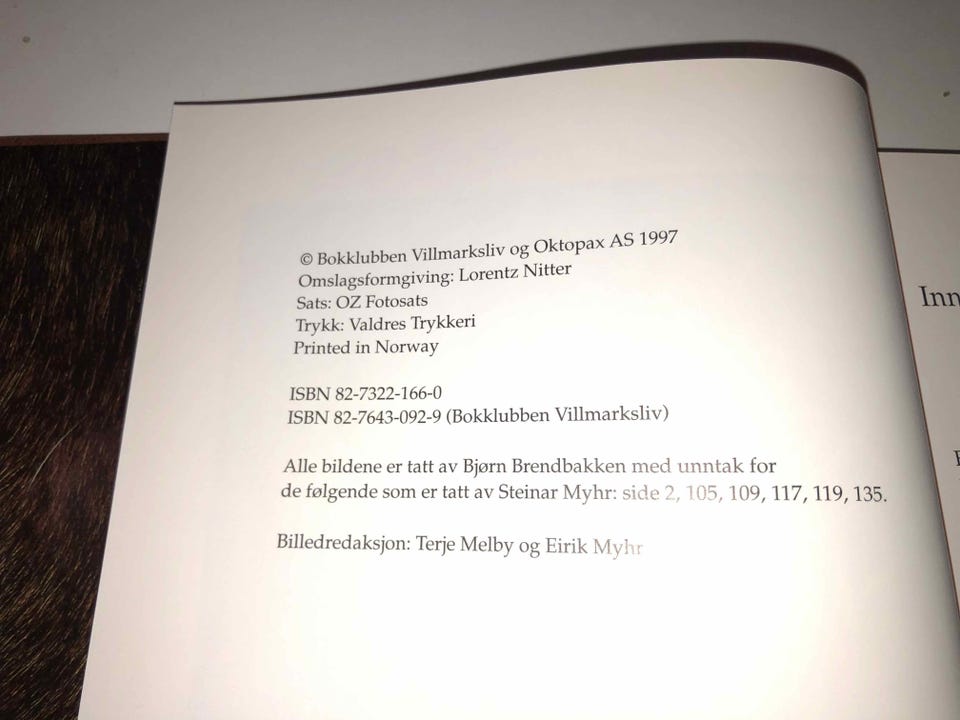 © Bokklubben Villmarksliv og Oktopax AS 1997
Omslagsformgiving: Lorentz Nitter
Sats: OZ Fotosats
Trykk: Valdres Trykkeri
Printed in Norway
ISBN 82-7322-166-0
ISBN 82-7643-092-9 (Bokklubben Villmarksliv)
Alle bildene er tatt av Bjørn Brendbakken med unntak for
de følgende som er tatt av Steinar Myhr: side 2, 105, 109, 117, 119, 135.
Billedredaksjon: Terje Melby og Eirik Myhr